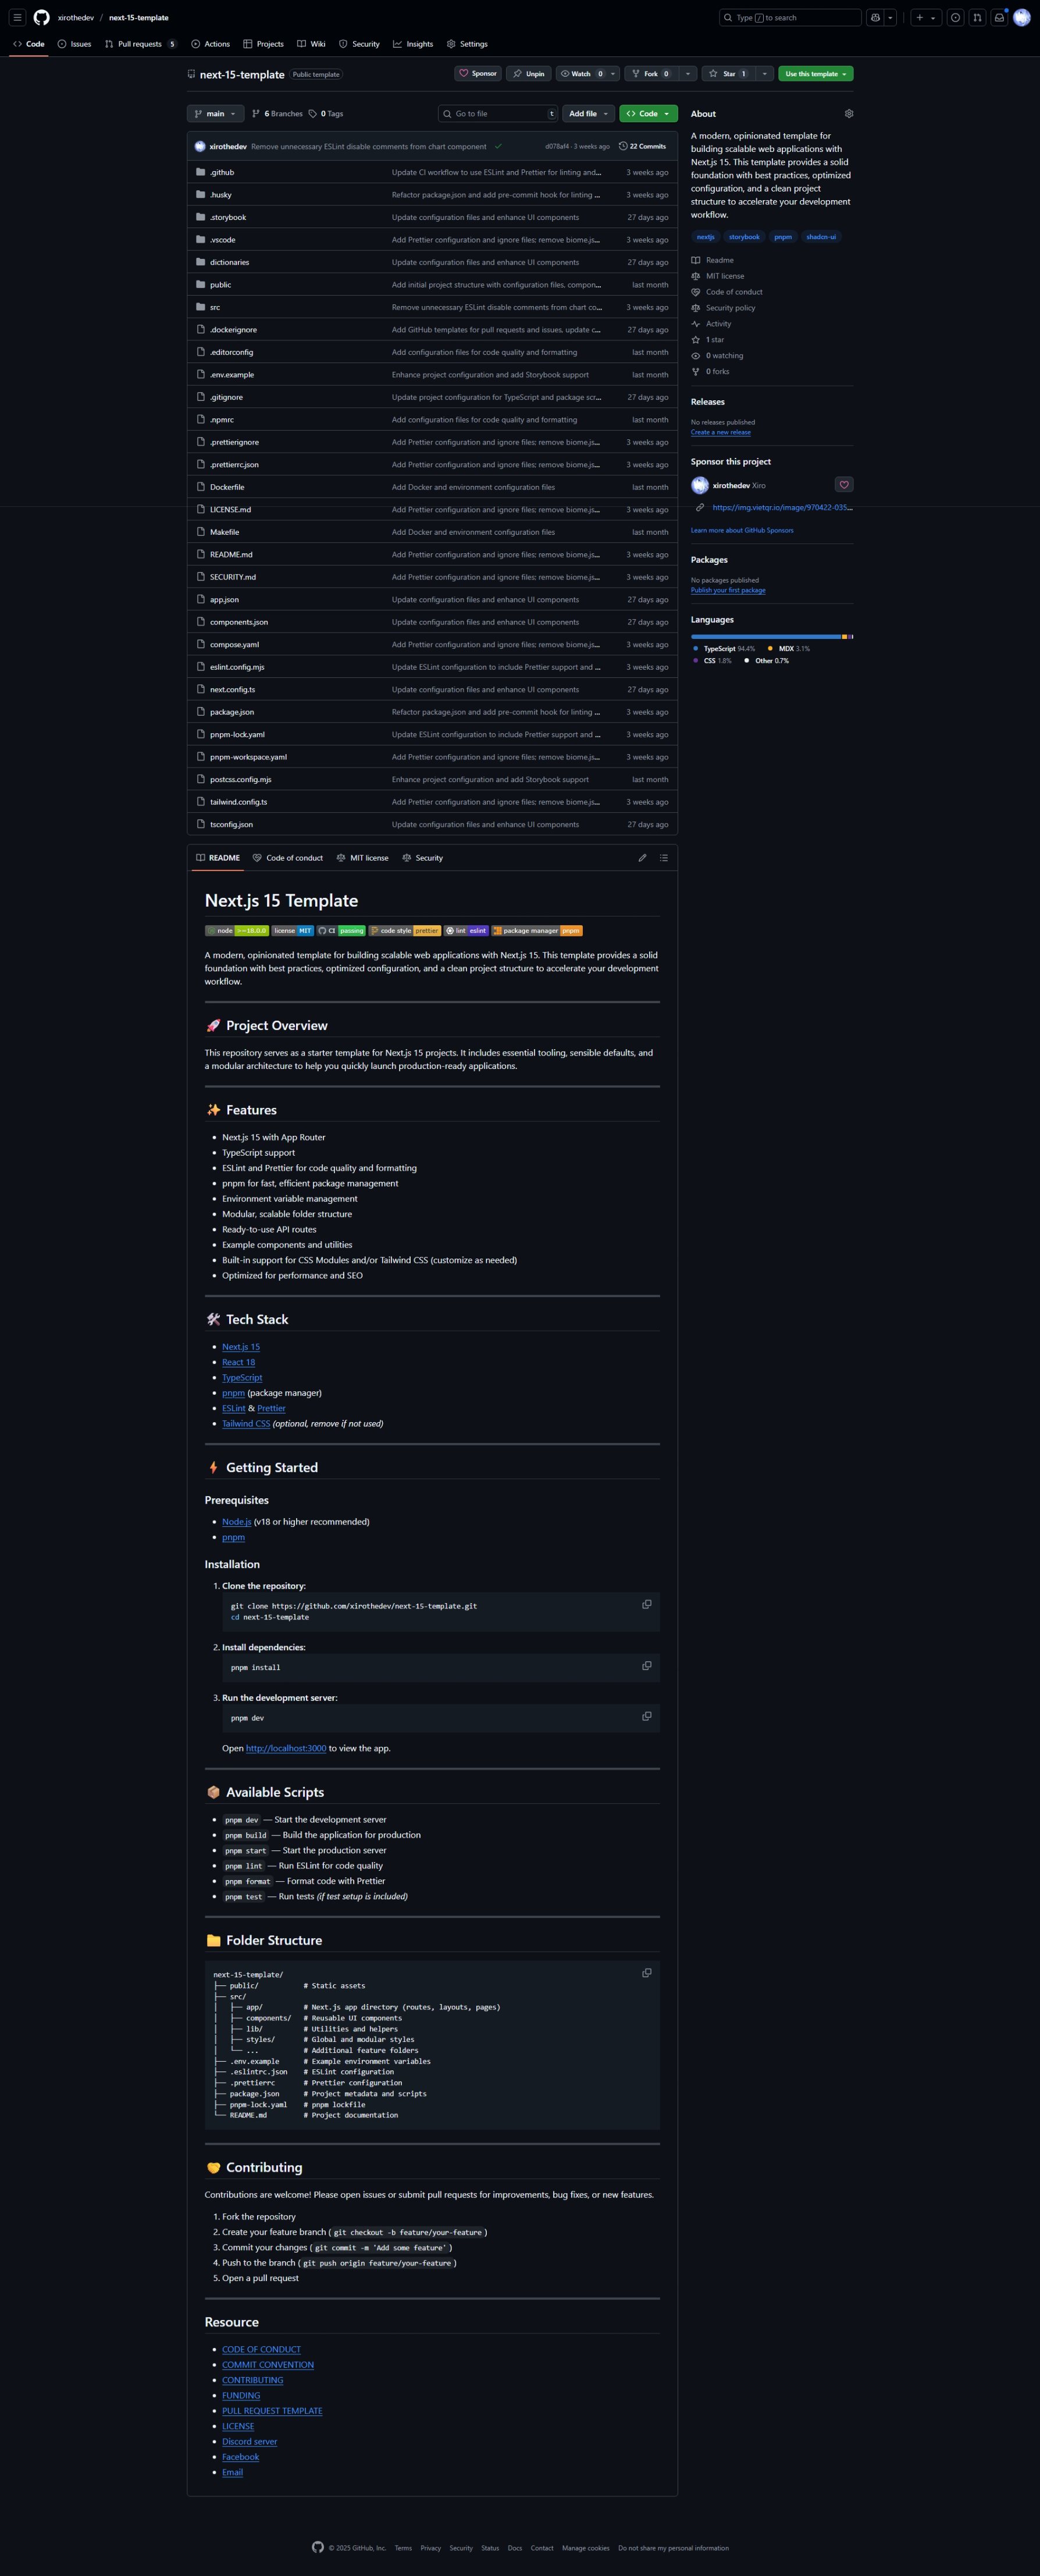 xirothedev / next-15-template
Type / to search
Code Issues Pull requests 5 Actions Projects Wiki Security Insights Settings
next-15-template Public template
Sponsor Unpin Watch 0 Fork 0 Star 1 Use this template
main 6 Branches 0 Tags
Go to file t Add file Code
xirothedev Remove unnecessary ESLint disable comments from chart component d078af4 · 3 weeks ago 22 Commits
.github Update CI workflow to use ESLint and Prettier for linting and... 3 weeks ago
.husky Refactor package.json and add pre-commit hook for linting ... 3 weeks ago
.storybook Update configuration files and enhance UI components 27 days ago
.vscode Add Prettier configuration and ignore files; remove biome.js... 3 weeks ago
dictionaries Update configuration files and enhance UI components 27 days ago
public Add initial project structure with configuration files, compon... last month
src Remove unnecessary ESLint disable comments from chart co... 3 weeks ago
.dockerignore Add GitHub templates for pull requests and issues, update c... 27 days ago
.editorconfig Add configuration files for code quality and formatting last month
.env.example Enhance project configuration and add Storybook support last month
.gitignore Update project configuration for TypeScript and package scr... 27 days ago
.npmrc Add configuration files for code quality and formatting last month
.prettierignore Add Prettier configuration and ignore files; remove biome.js... 3 weeks ago
.prettierrc.json Add Prettier configuration and ignore files; remove biome.js... 3 weeks ago
Dockerfile Add Docker and environment configuration files last month
LICENSE.md Add Prettier configuration and ignore files; remove biome.js... 3 weeks ago
Makefile Add Docker and environment configuration files last month
README.md Add Prettier configuration and ignore files; remove biome.js... 3 weeks ago
SECURITY.md Add Prettier configuration and ignore files; remove biome.js... 3 weeks ago
app.json Update configuration files and enhance UI components 27 days ago
components.json Update configuration files and enhance UI components 27 days ago
compose.yaml Add Prettier configuration and ignore files; remove biome.js... 3 weeks ago
eslint.config.mjs Update ESLint configuration to include Prettier support and ... 3 weeks ago
next.config.ts Update configuration files and enhance UI components 27 days ago
package.json Refactor package.json and add pre-commit hook for linting ... 3 weeks ago
pnpm-lock.yaml Update ESLint configuration to include Prettier support and ... 3 weeks ago
pnpm-workspace.yaml Add Prettier configuration and ignore files; remove biome.js... 3 weeks ago
postcss.config.mjs Enhance project configuration and add Storybook support last month
tailwind.config.ts Add Prettier configuration and ignore files; remove biome.js... 3 weeks ago
tsconfig.json Update configuration files and enhance UI components 27 days ago
About
A modern, opinionated template for
building scalable web applications with
Next.js 15. This template provides a solid
foundation with best practices, optimized
configuration, and a clean project
structure to accelerate your development
workflow.
nextjs storybook pnpm shadcn-ui
Readme
MIT license
Code of conduct
Security policy
Activity
1 star
0 watching
0 forks
Releases
No releases published
Create a new release
Sponsor this project
xirothedev Xiro
https://img.vietqr.io/image/970422-035...
Learn more about GitHub Sponsors
Packages
No packages published
Publish your first package
Languages
TypeScript 94.4% MDX 3.1%
CSS 1.8% Other 0.7%
README Code of conduct MIT license Security
Next.js 15 Template
node >=18.0.0 license MIT CI passing code style prettier lint eslint package manager pnpm
A modern, opinionated template for building scalable web applications with Next.js 15. This template provides a solid
foundation with best practices, optimized configuration, and a clean project structure to accelerate your development
workflow.
🚀 Project Overview
This repository serves as a starter template for Next.js 15 projects. It includes essential tooling, sensible defaults, and
a modular architecture to help you quickly launch production-ready applications.
✨ Features
• Next.js 15 with App Router
• TypeScript support
• ESLint and Prettier for code quality and formatting
• pnpm for fast, efficient package management
• Environment variable management
• Modular, scalable folder structure
• Ready-to-use API routes
• Example components and utilities
• Built-in support for CSS Modules and/or Tailwind CSS (customize as needed)
• Optimized for performance and SEO
🛠️ Tech Stack
• Next.js 15
• React 18
• TypeScript
• pnpm (package manager)
• ESLint & Prettier
• Tailwind CSS (optional, remove if not used)
⚡ Getting Started
Prerequisites
• Node.js (v18 or higher recommended)
• pnpm
Installation
1. Clone the repository:
git clone https://github.com/xirothedev/next-15-template.git
cd next-15-template
2. Install dependencies:
pnpm install
3. Run the development server:
pnpm dev
Open http://localhost:3000 to view the app.
📦 Available Scripts
• pnpm dev — Start the development server
• pnpm build — Build the application for production
• pnpm start — Start the production server
• pnpm lint — Run ESLint for code quality
• pnpm format — Format code with Prettier
• pnpm test — Run tests (if test setup is included)
📁 Folder Structure
next-15-template/
├── public/ # Static assets
├── src/
│ ├── app/ # Next.js app directory (routes, layouts, pages)
│ ├── components/ # Reusable UI components
│ ├── lib/ # Utilities and helpers
│ ├── styles/ # Global and modular styles
│ └── ... # Additional feature folders
├── .env.example # Example environment variables
├── .eslintrc.json # ESLint configuration
├── .prettierrc # Prettier configuration
├── package.json # Project metadata and scripts
├── pnpm-lock.yaml # pnpm lockfile
└── README.md # Project documentation
🤝 Contributing
Contributions are welcome! Please open issues or submit pull requests for improvements, bug fixes, or new features.
1. Fork the repository
2. Create your feature branch ( git checkout -b feature/your-feature )
3. Commit your changes ( git commit -m 'Add some feature' )
4. Push to the branch ( git push origin feature/your-feature )
5. Open a pull request
Resource
• CODE OF CONDUCT
• COMMIT CONVENTION
• CONTRIBUTING
• FUNDING
• PULL REQUEST TEMPLATE
• LICENSE
• Discord server
• Facebook
• Email
© 2025 GitHub, Inc. Terms Privacy Security Status Docs Contact Manage cookies Do not share my personal information